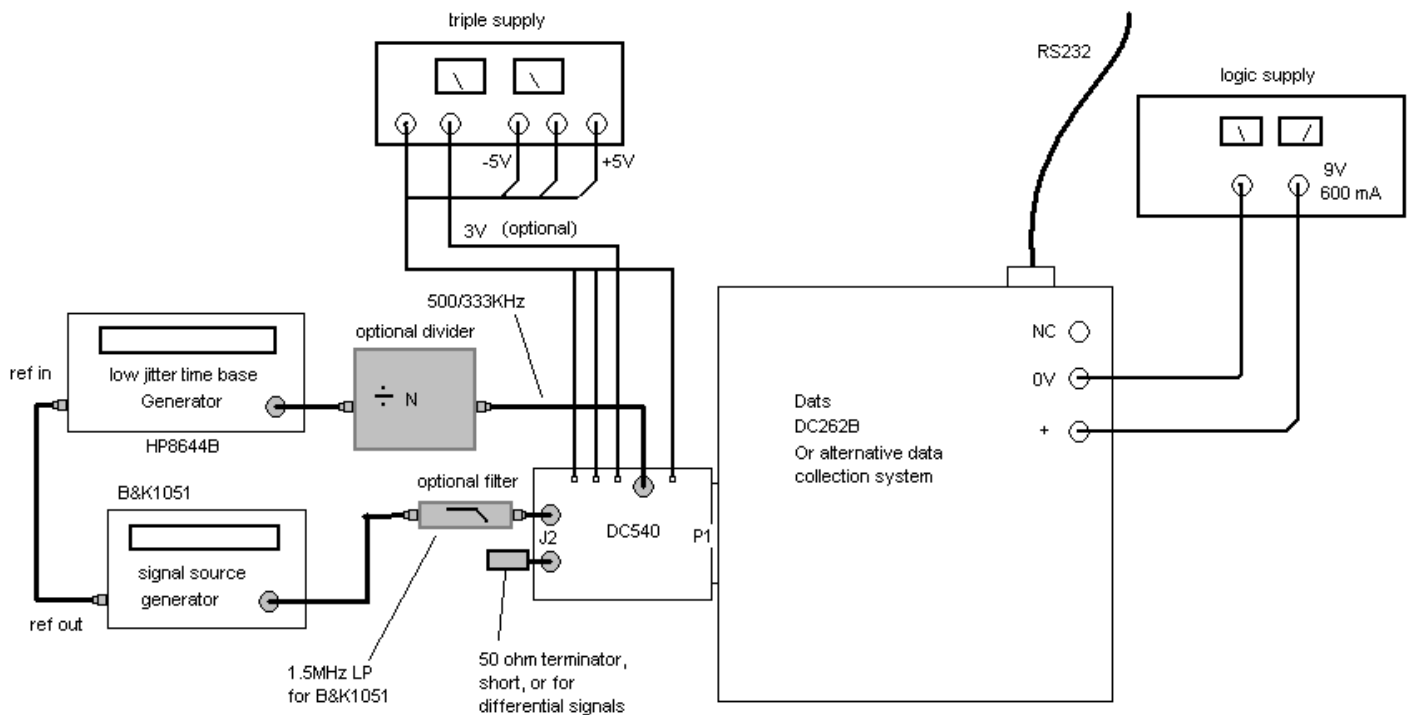 triple supply
RS232
logic supply
-5V
+5V
9V
600 mA
3V (optional)
500/333KHz
optional divider
ref in
low jitter time base
Generator
÷ N
HP8644B
NC
0V
+
Dats
DC262B
Or alternative data
collection system
B&K1051
optional filter
signal source
generator
J2
DC540
P1
ref out
1.5MHz LP
for B&K1051
50 ohm terminator,
short, or for
differential signals